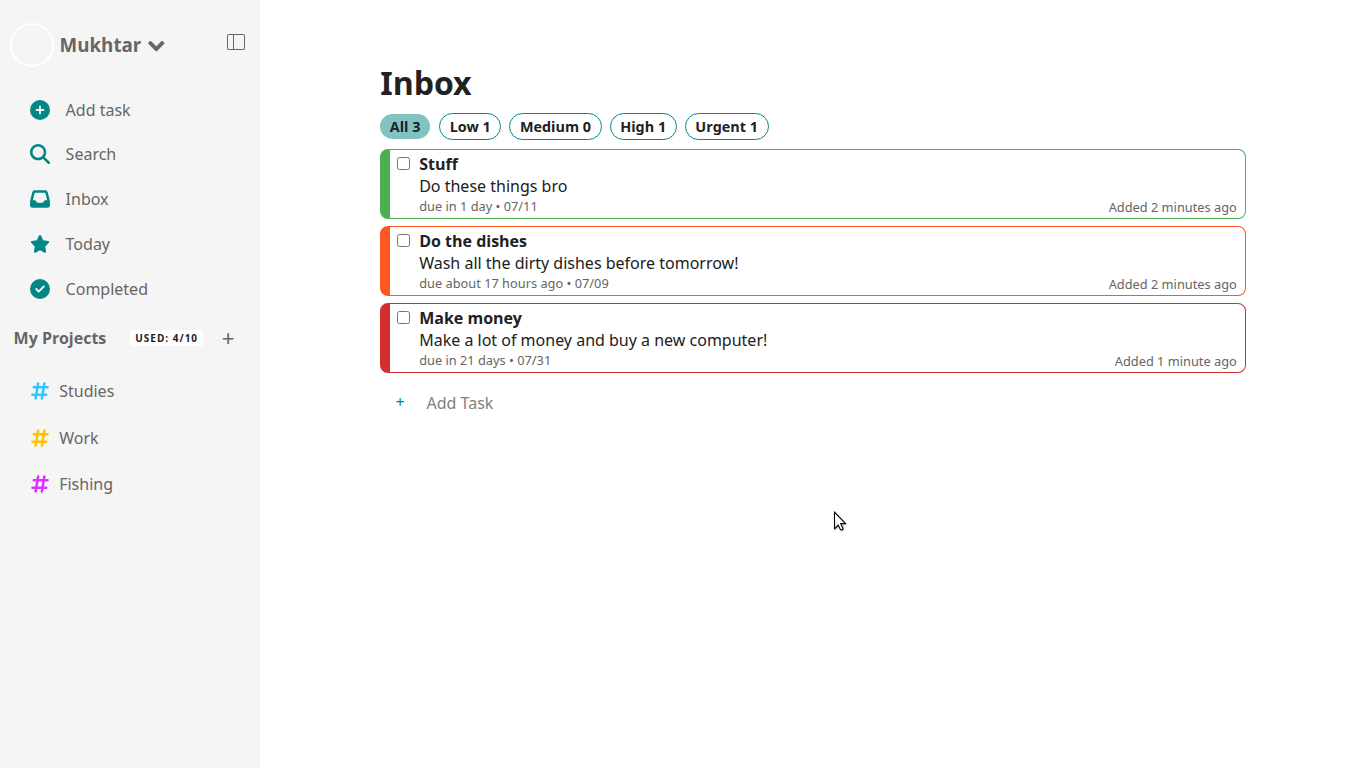 Mukhtar
Add task
Search
Inbox
Today
Completed
My Projects USED: 4/10 +
# Studies
# Work
# Fishing
Inbox
All 3 Low 1 Medium 0 High 1 Urgent 1
Stuff
Do these things bro
due in 1 day • 07/11 Added 2 minutes ago
Do the dishes
Wash all the dirty dishes before tomorrow!
due about 17 hours ago • 07/09 Added 2 minutes ago
Make money
Make a lot of money and buy a new computer!
due in 21 days • 07/31 Added 1 minute ago
+ Add Task